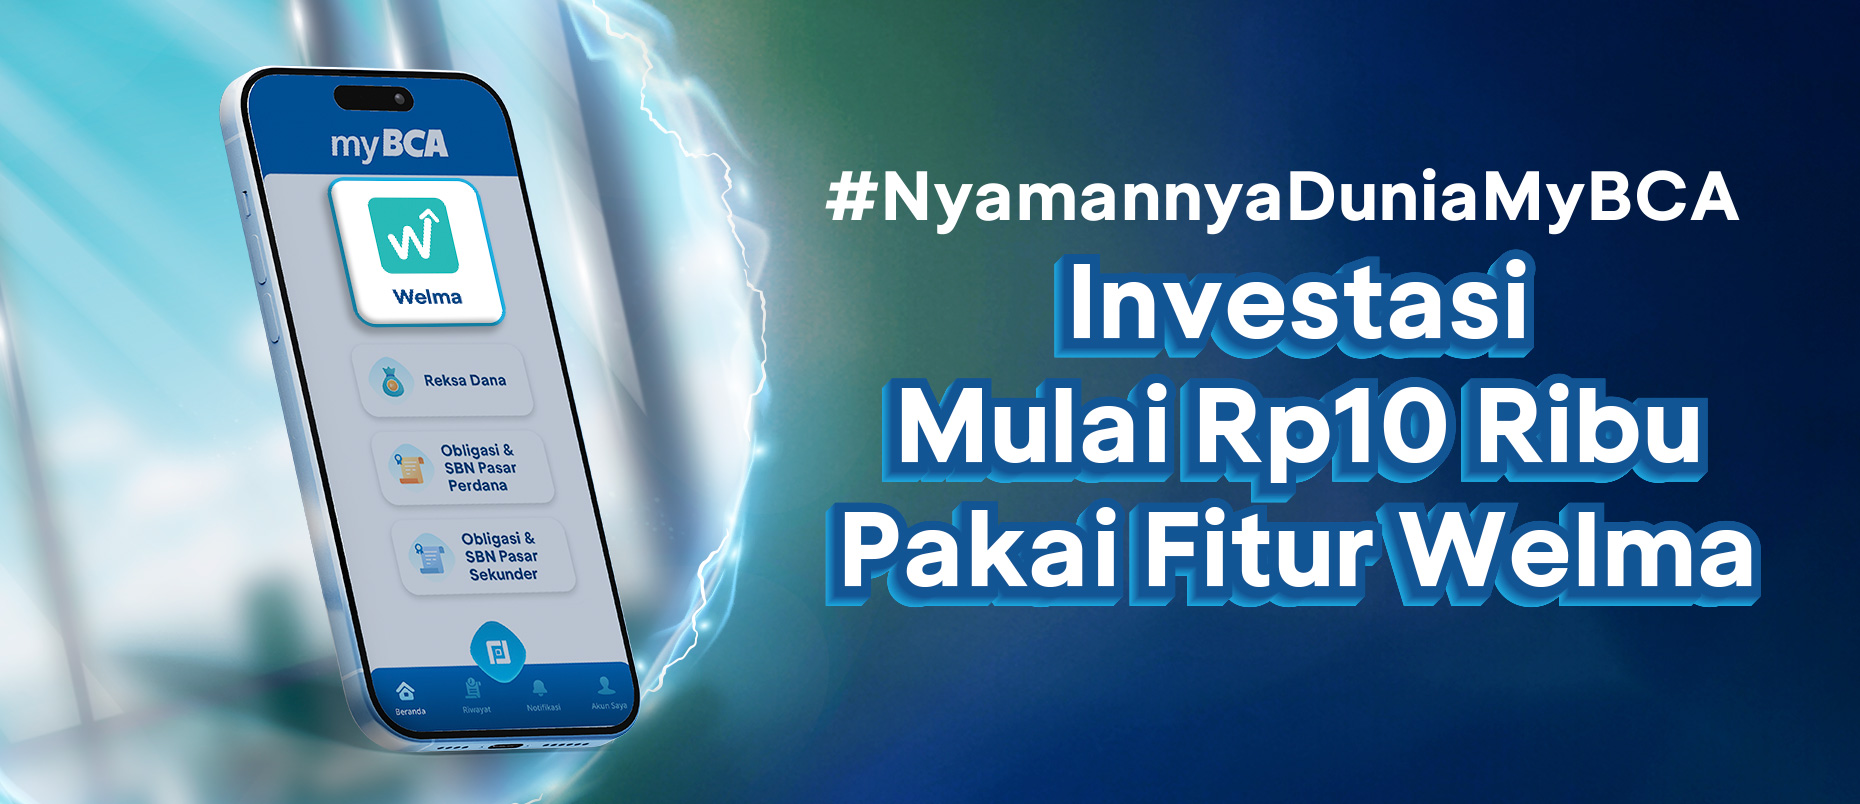 myBCA
Welma
Reksa Dana
Obligasi &
SBN Pasar
Perdana
Obligasi &
SBN Pasar
Sekunder
Beranda
Riwayat
Notifikasi
Akun Saya
#NyamannyaDuniaMyBCA
Investasi
Mulai Rp10 Ribu
Pakai Fitur Welma